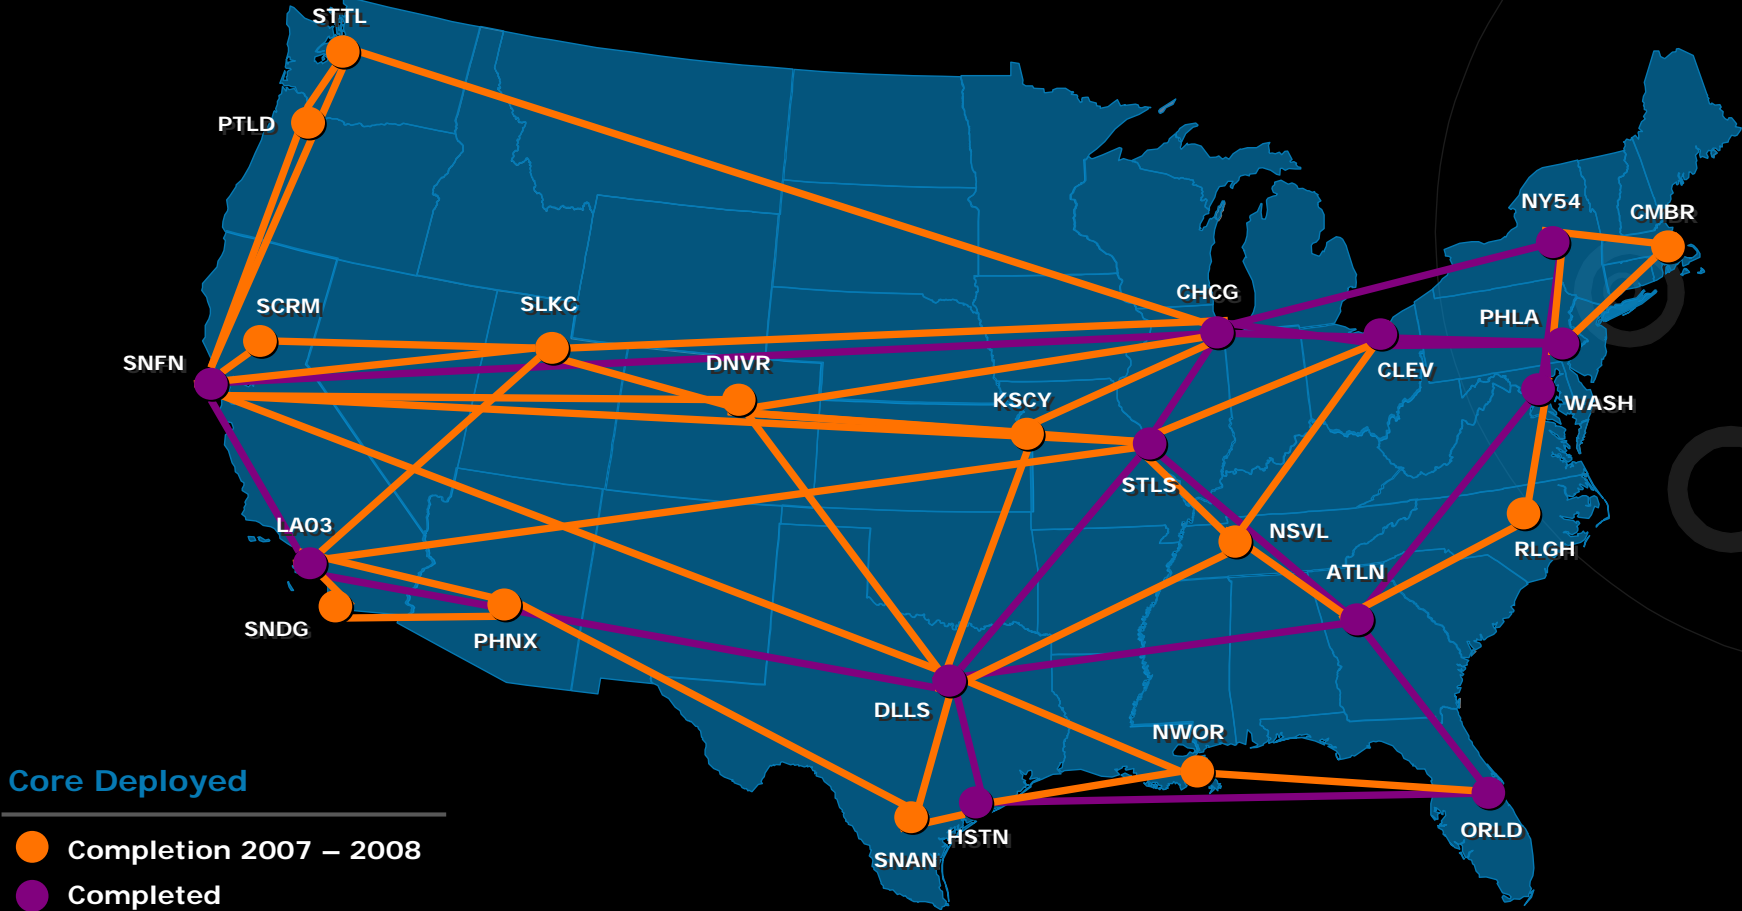 STTL
PTLD
NY54
CMBR
CHCG
SCRM
SLKC
PHLA
SNFN
DNVR
CLEV
KSCY
WASH
STLS
LA03
NSVL
RLGH
ATLN
SNDG
PHNX
DLLS
NWOR
ORLD
HSTN
SNAN
Core Deployed
Completion 2007 – 2008
Completed